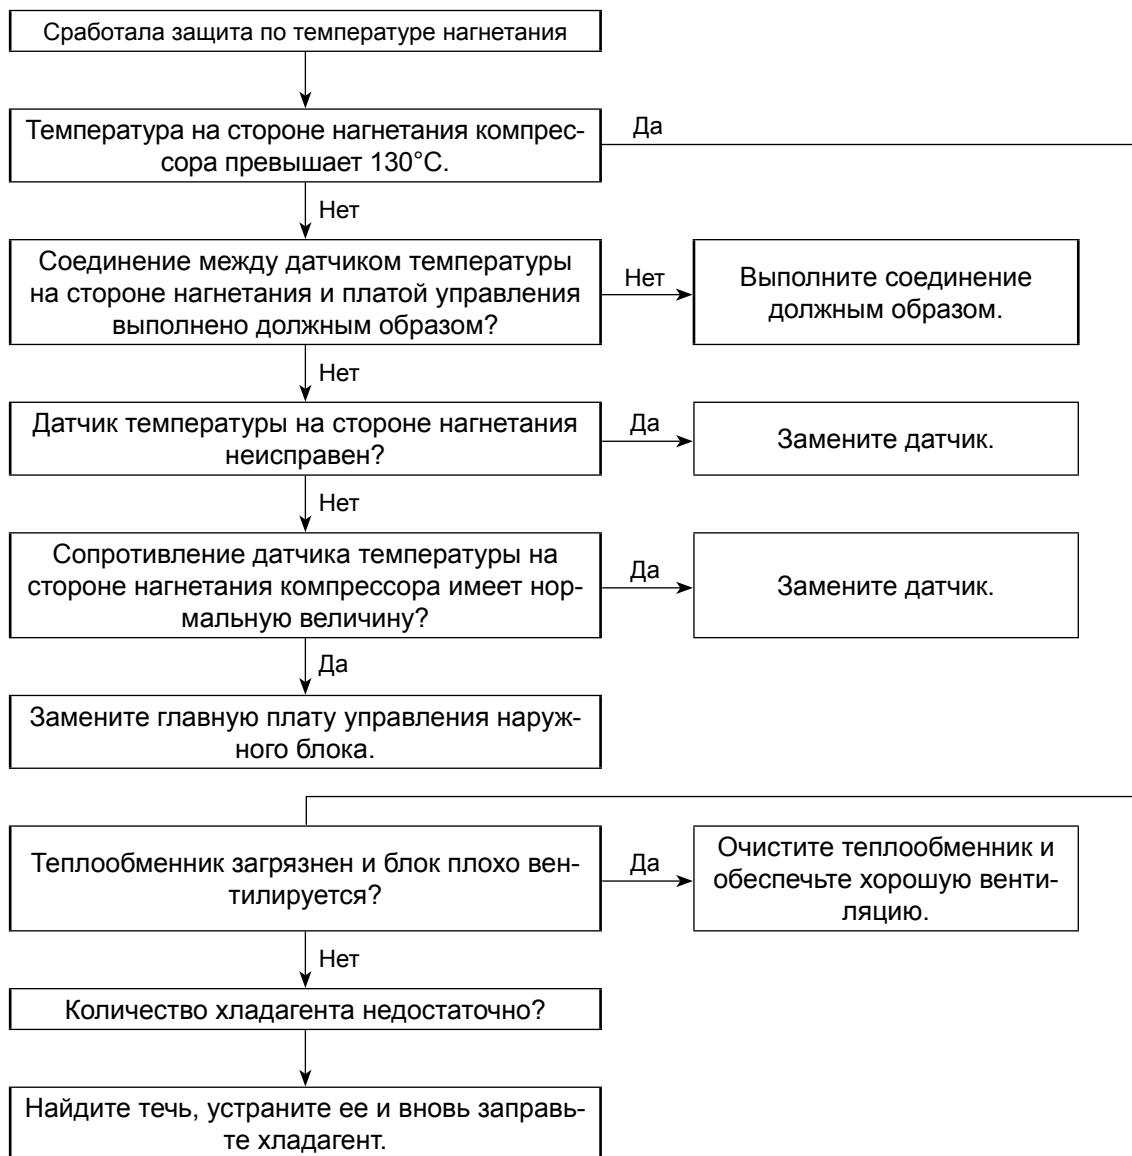 Сработала защита по температуре нагнетания
Температура на стороне нагнетания компрес-
сора превышает 130°C.
Да
Нет
Соединение между датчиком температуры
на стороне нагнетания и платой управления
выполнено должным образом?
Нет
Выполните соединение
должным образом.
Нет
Датчик температуры на стороне нагнетания
неисправен?
Да
Замените датчик.
Нет
Сопротивление датчика температуры на
стороне нагнетания компрессора имеет нор-
мальную величину?
Да
Замените датчик.
Да
Замените главную плату управления наруж-
ного блока.
Теплообменник загрязнен и блок плохо вен-
тилируется?
Да
Очистите теплообменник и
обеспечьте хорошую венти-
ляцию.
Нет
Количество хладагента недостаточно?
Найдите течь, устраните ее и вновь заправь-
те хладагент.